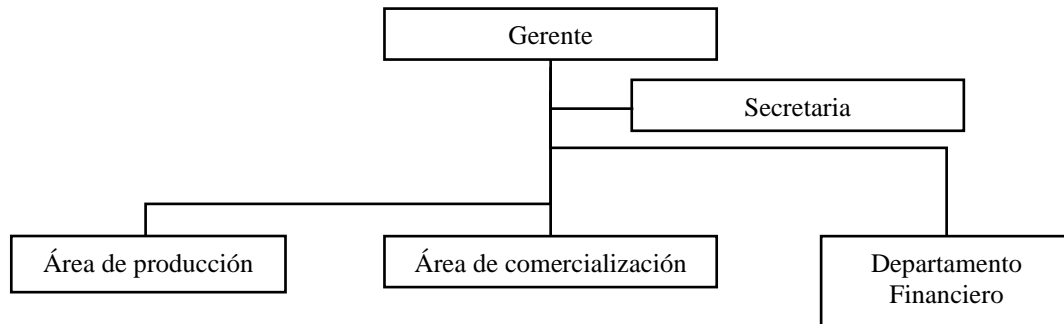 Gerente
Secretaria
Área de producción
Área de comercialización
Departamento
Financiero